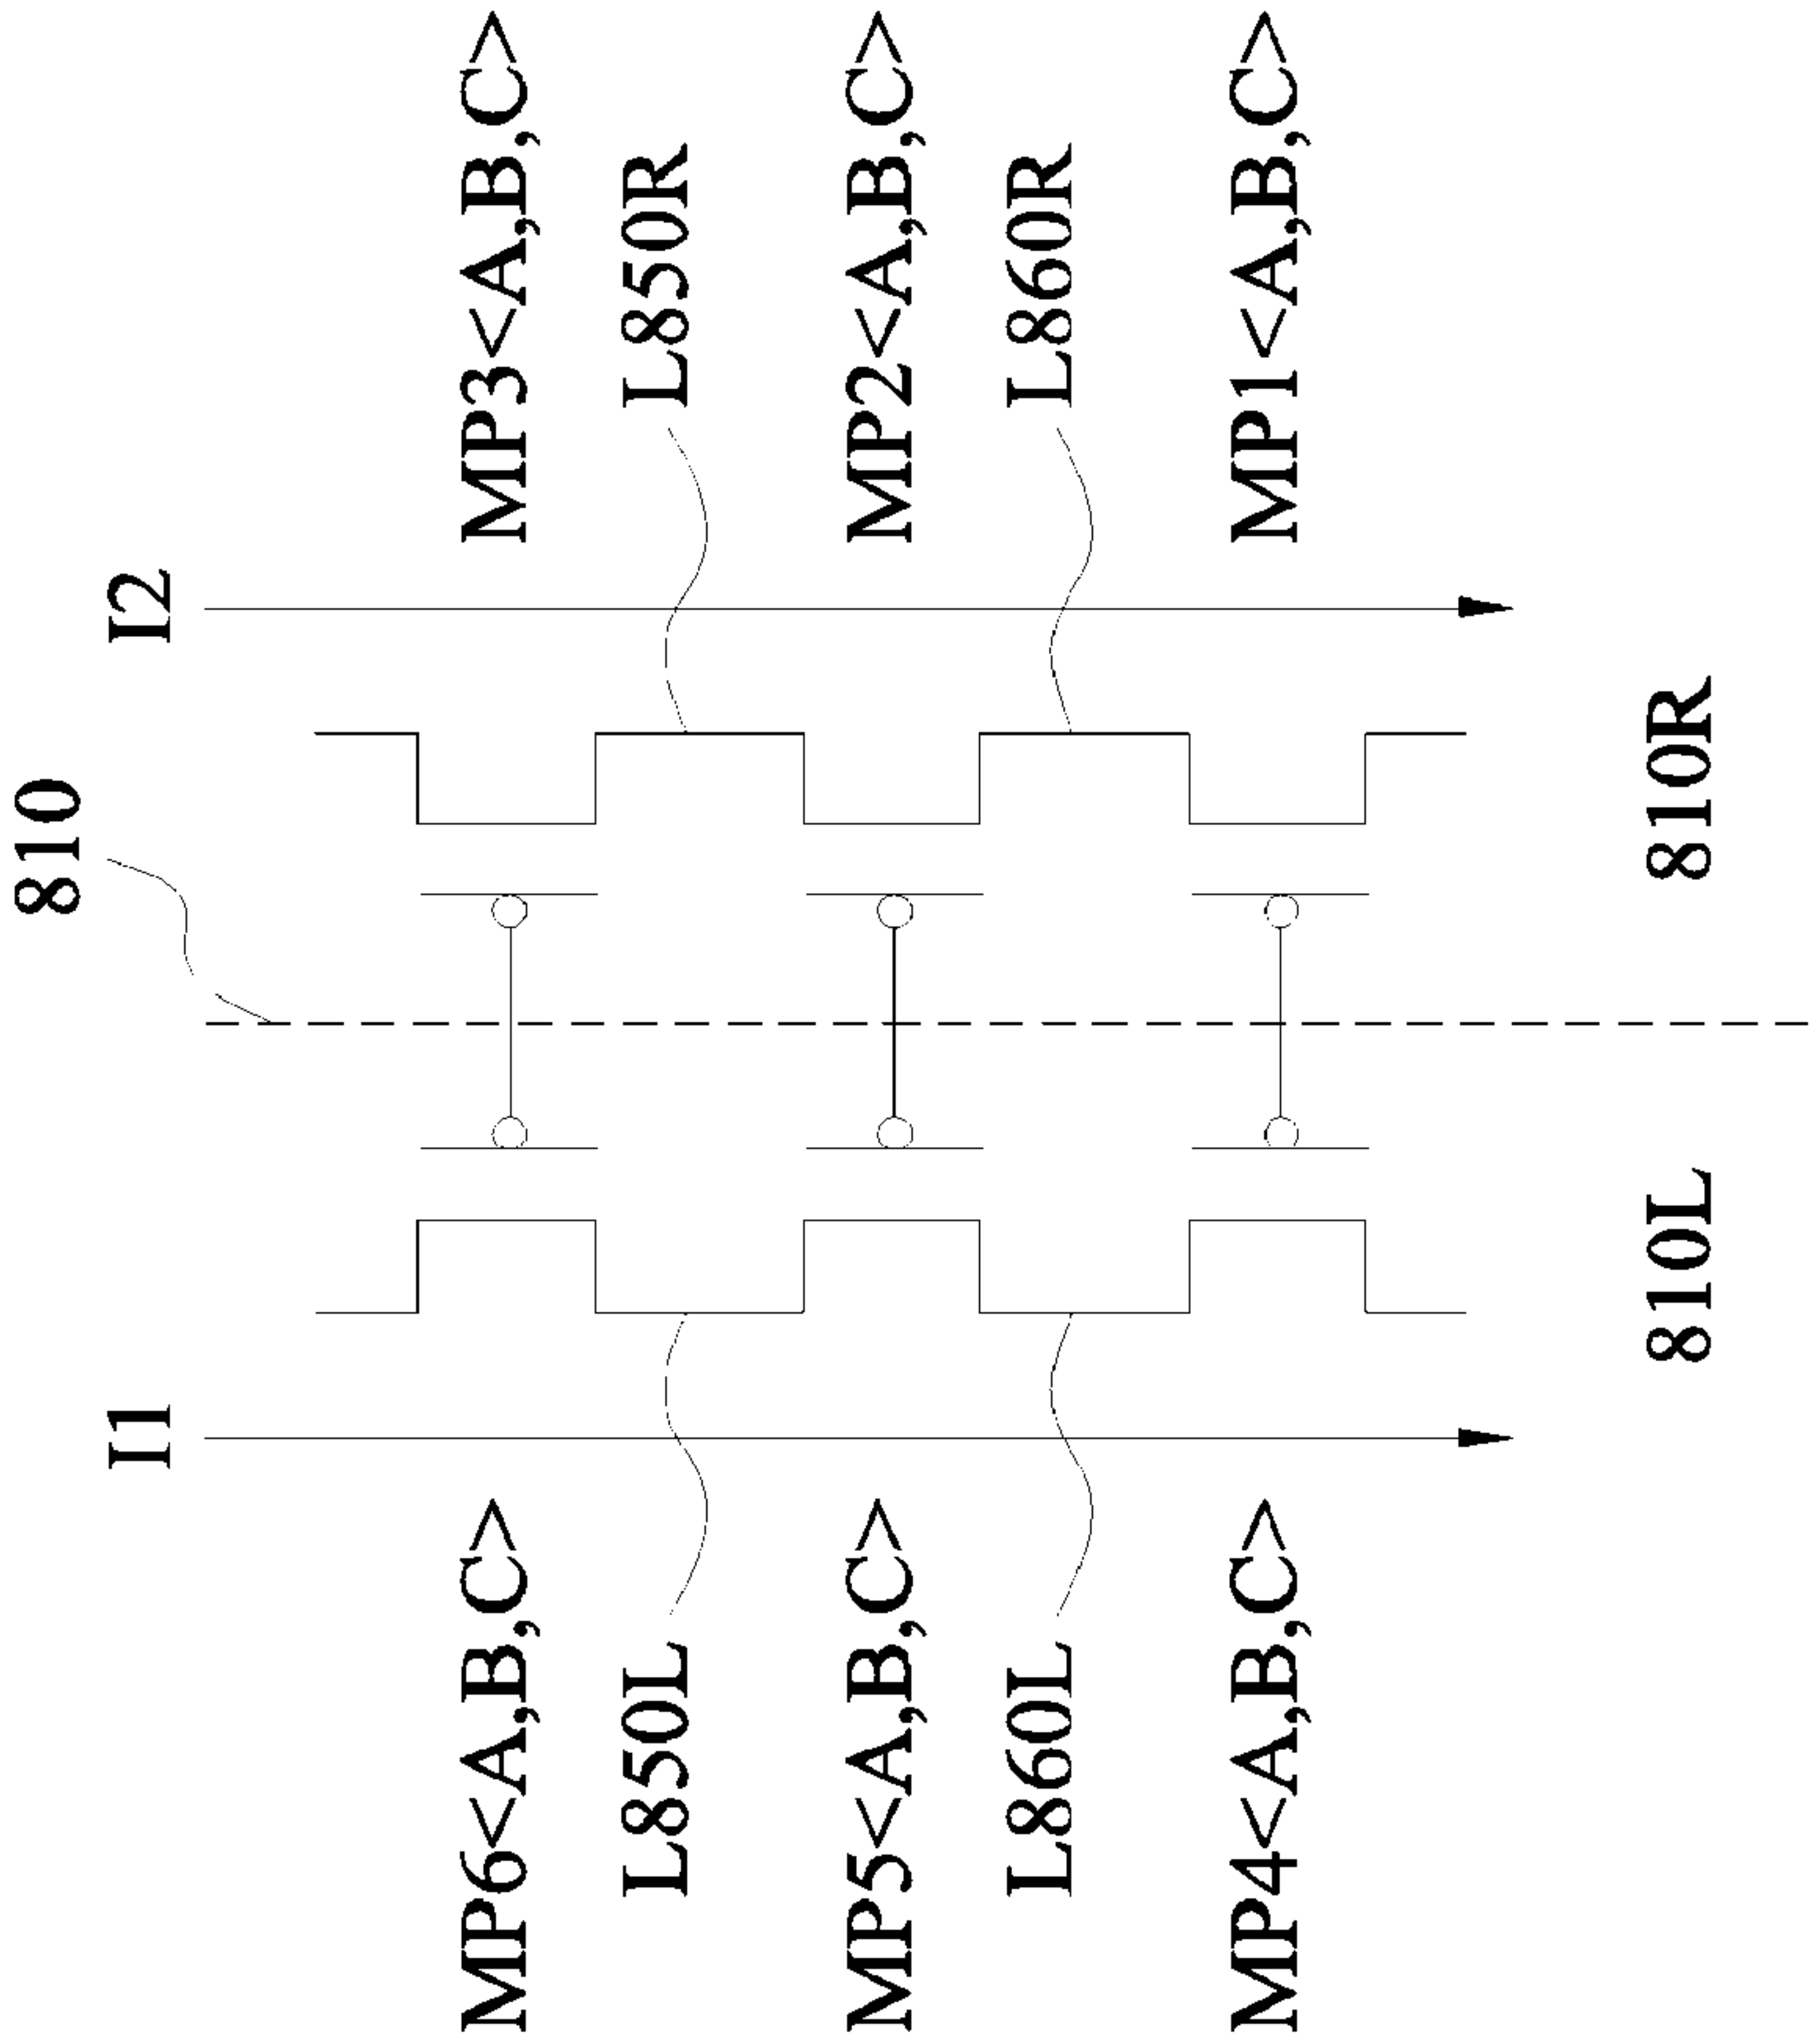 810
I1
I2
MP6<A,B,C>
MP3<A,B,C>
L850L
L850R
MP5<A,B,C>
MP2<A,B,C>
L860L
L860R
MP4<A,B,C>
MP1<A,B,C>
810L
810R